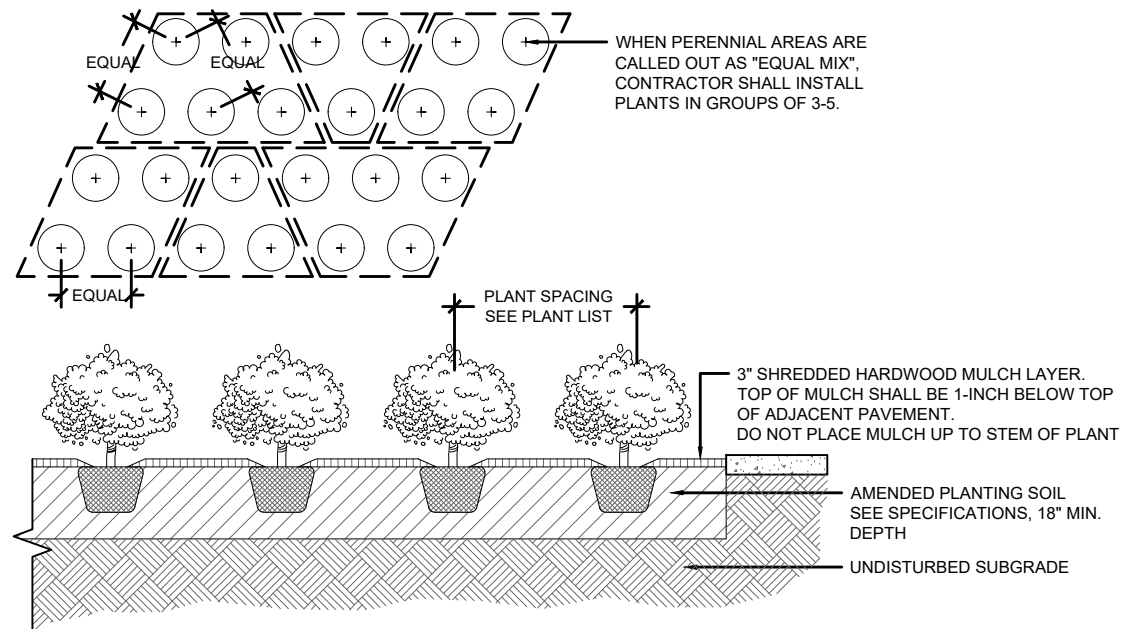 EQUAL
EQUAL
WHEN PERENNIAL AREAS ARE
CALLED OUT AS "EQUAL MIX",
CONTRACTOR SHALL INSTALL
PLANTS IN GROUPS OF 3-5.
EQUAL
PLANT SPACING
SEE PLANT LIST
3" SHREDDED HARDWOOD MULCH LAYER.
TOP OF MULCH SHALL BE 1-INCH BELOW TOP
OF ADJACENT PAVEMENT.
DO NOT PLACE MULCH UP TO STEM OF PLANT
AMENDED PLANTING SOIL
SEE SPECIFICATIONS, 18" MIN.
DEPTH
UNDISTURBED SUBGRADE